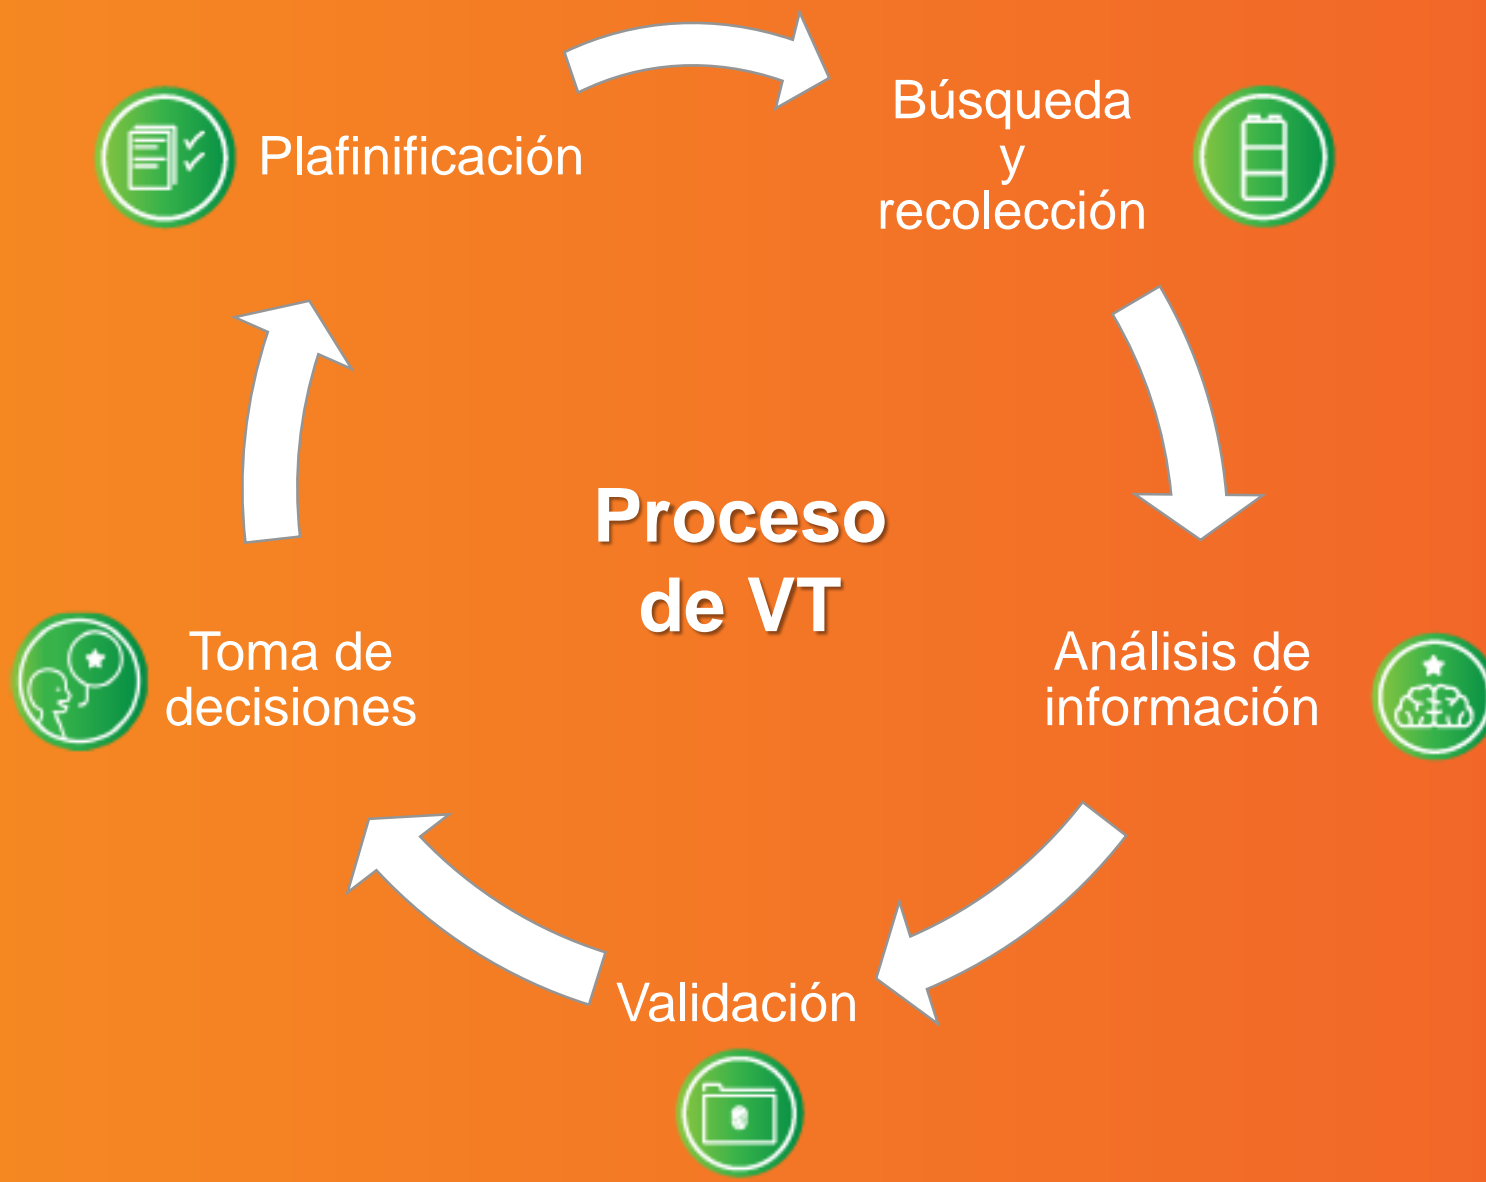 Plafinificación
Búsqueda
y
recolección
Proceso
de VT
Toma de
decisiones
Análisis de
información
Validación